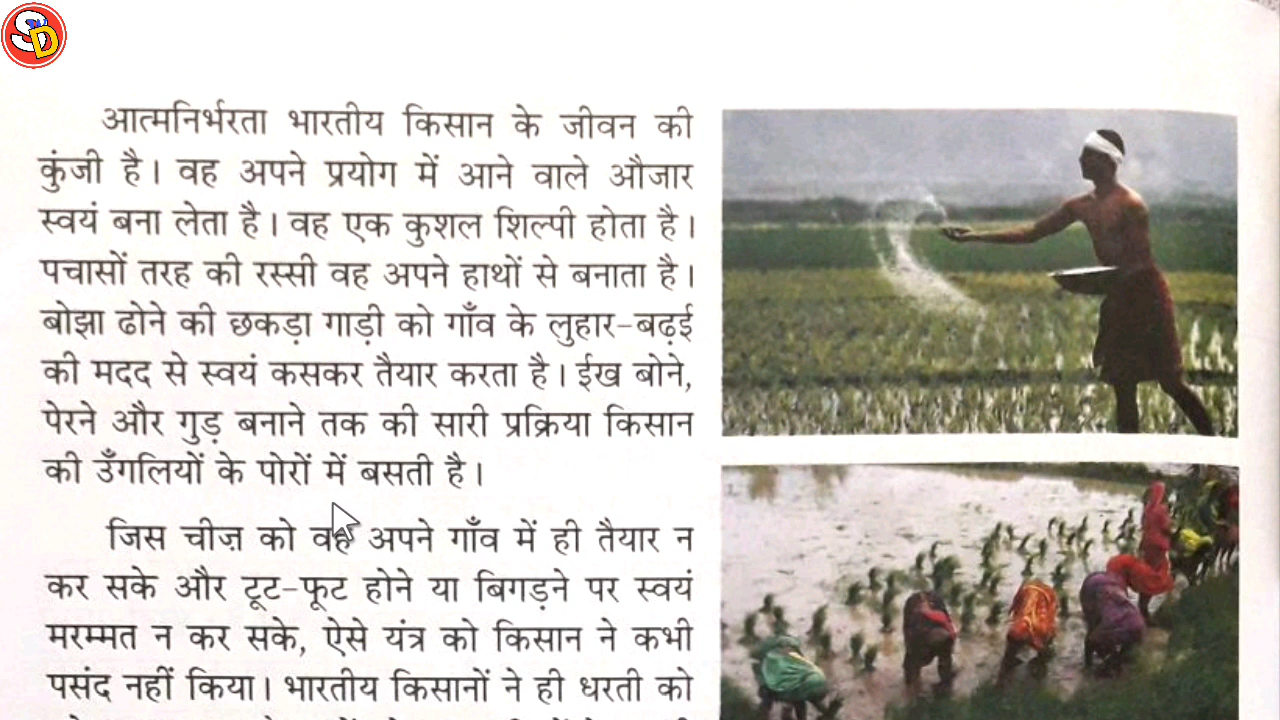 SD
आत्मनिर्भरता भारतीय किसान के जीवन की
कुंजी है। वह अपने प्रयोग में आने वाले औजार
स्वयं बना लेता है। वह एक कुशल शिल्पी होता है।
पचासों तरह की रस्सी वह अपने हाथों से बनाता है।
बोझा ढोने की छकड़ा गाड़ी को गाँव के लुहार-बढ़ई
की मदद से स्वयं कसकर तैयार करता है। ईख बोने,
पेरने और गुड़ बनाने तक की सारी प्रक्रिया किसान
की उँगलियों के पोरों में बसती है।
जिस चीज़ को वह अपने गाँव में ही तैयार न
कर सके और टूट-फूट होने या बिगड़ने पर स्वयं
मरम्मत न कर सके, ऐसे यंत्र को किसान ने कभी
पसंद नहीं किया। भारतीय किसानों ने ही धरती को